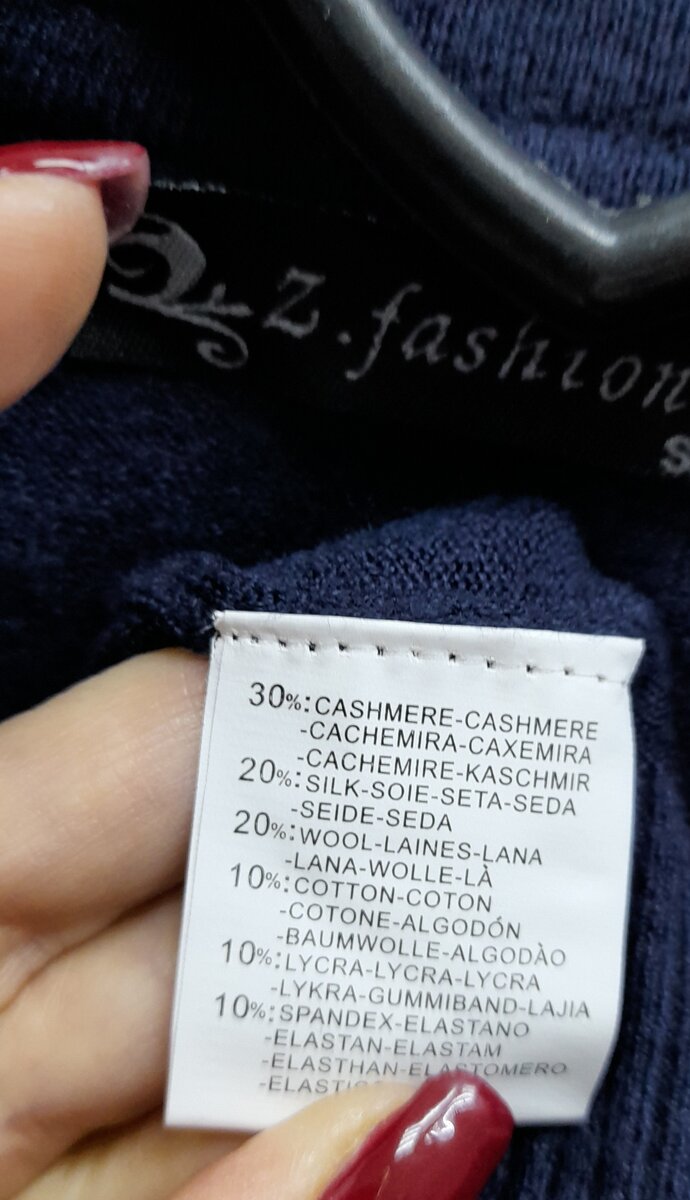 Z.fashion
S
30%:CASHMERE-CASHMERE
-CACHEMIRA-CAXEMIRA
-CACHEMIRE-KASCHMIR
20%:SILK-SOIE-SETA-SEDA
-SEIDE-SEDA
20%:WOOL-LAINES-LANA
-LANA-WOLLE-LÀ
10%:COTTON-COTON
-COTONE-ALGODÓN
-BAUMWOLLE-ALGODÀO
10%:LYCRA-LYCRA-LYCRA
-LYKRA-GUMMIBAND-LAJIA
10%:SPANDEX-ELASTANO
-ELASTAN-ELASTAM
-ELASTHAN-ELASTOMERO